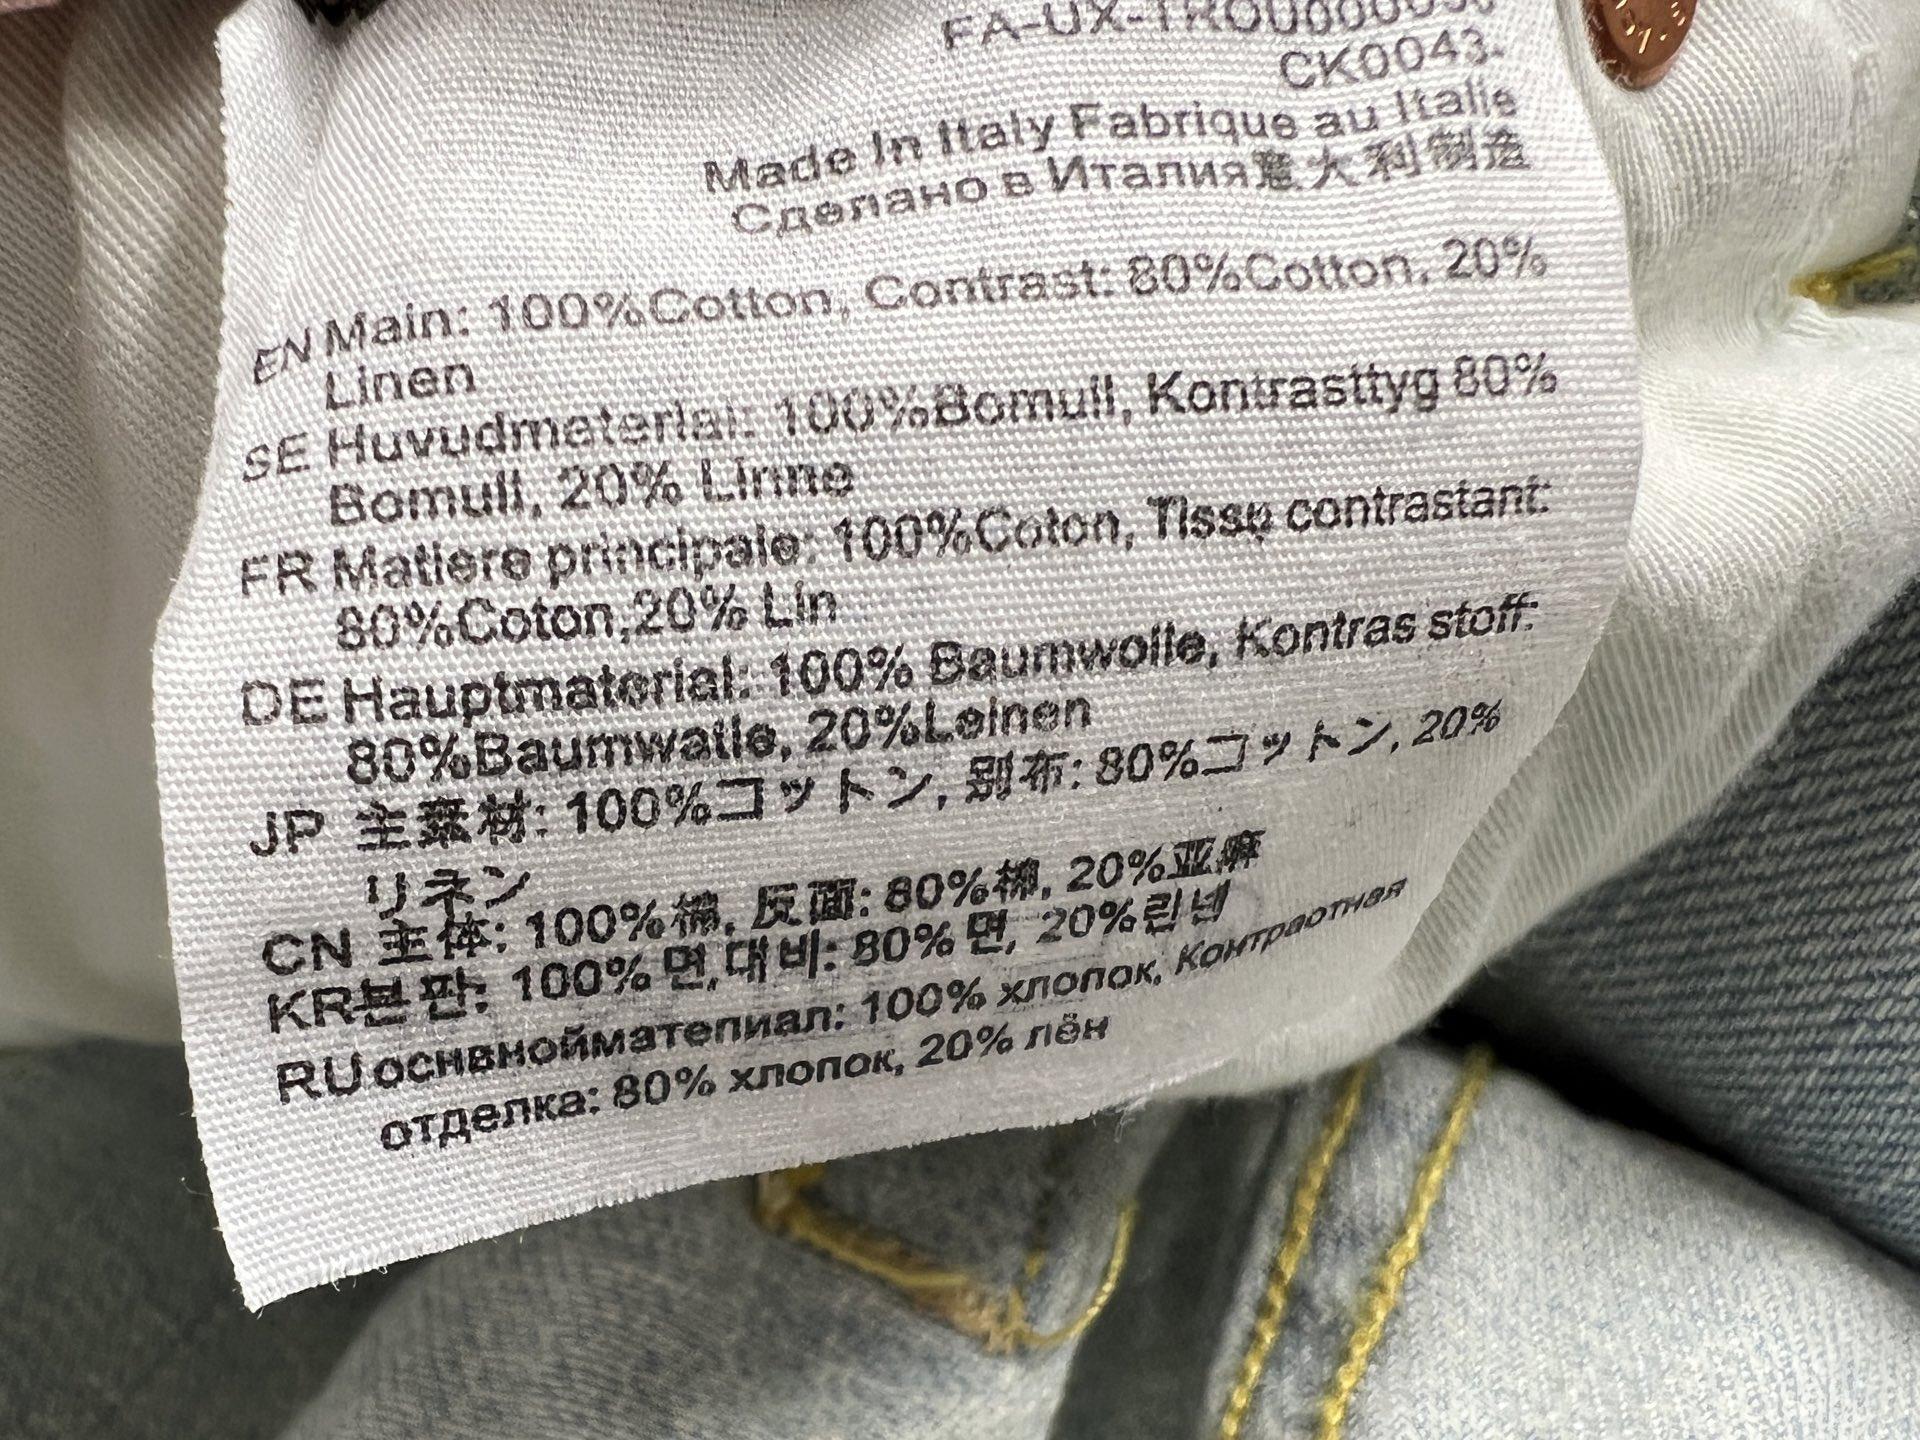 CK0043-
Made In Italy Fabrique au Italie
Сделано в Италия意大利制造
EN Main: 100%Cotton, Contrast: 80%Cotton, 20%
Linen
SE Huvudmaterial: 100%Bomull, Kontrasttyg 80%
Bomull, 20% Linne
FR Matiere principale: 100%Coton, Tissu contrastant:
80%Coton,20% Lin
DE Hauptmaterial: 100% Baumwolle, Kontras stoff:
80%Baumwatle, 20%Leinen
JP 主素材: 100%コットン, 別布: 80%コットン, 20%
リネン
CN 主体: 100%棉, 反面: 80%棉, 20%亚麻
KR본판: 100% 면,대비: 80% 면, 20%린넨
RU оснвнойматепиал: 100% хлопок, Контраотная
отделка: 80% хлопок, 20% лён